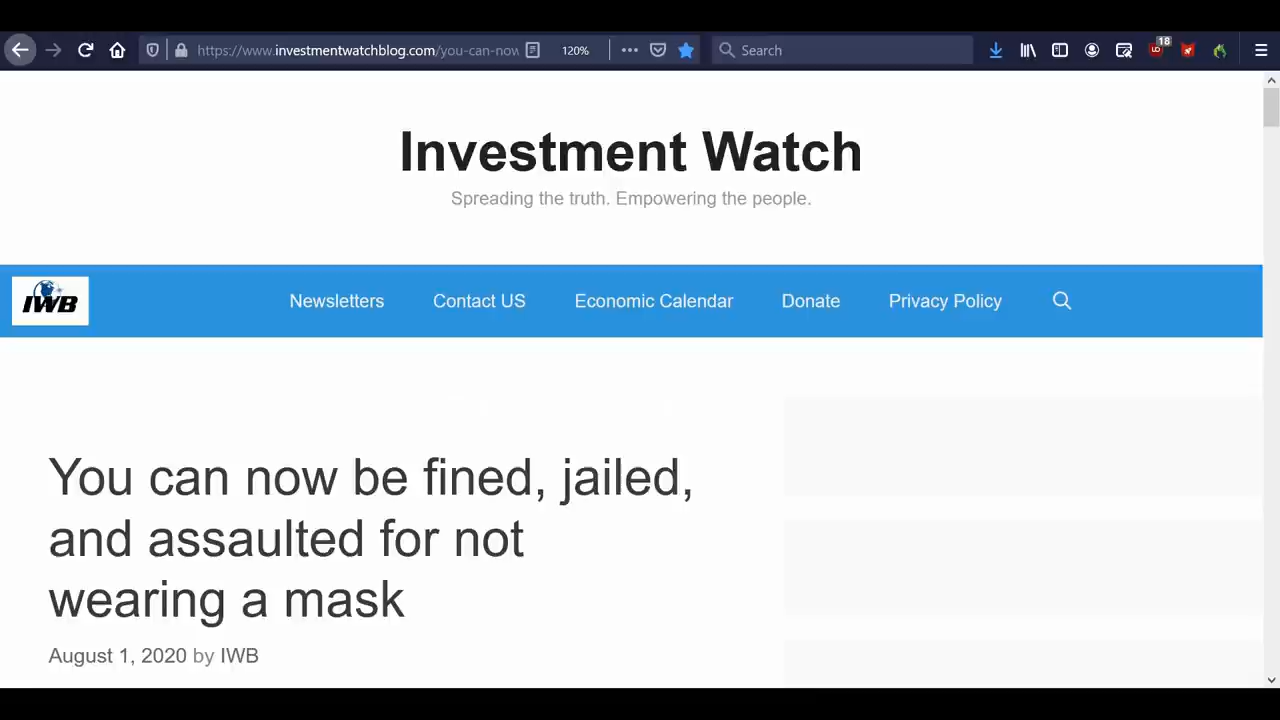 https://www.investmentwatchblog.com/you-can-now
120%
Search
18
Investment Watch
Spreading the truth. Empowering the people.
IWB
Newsletters
Contact US
Economic Calendar
Donate
Privacy Policy
You can now be fined, jailed,
and assaulted for not
wearing a mask
August 1, 2020 by IWB